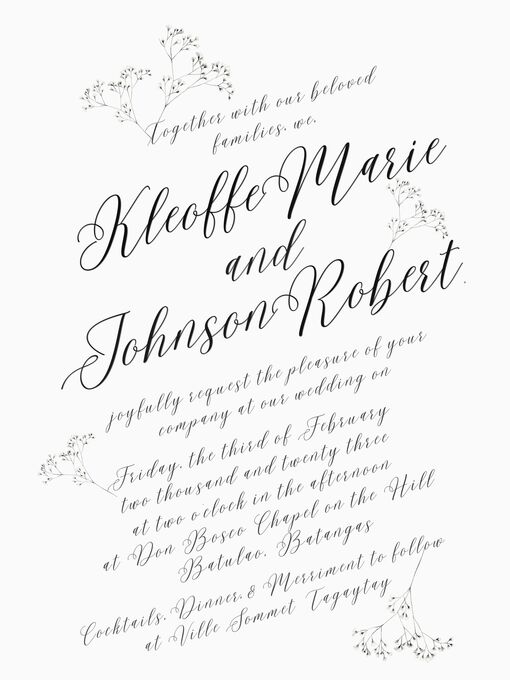 Together with our beloved
families, we,
Kleoffe Marie
and
Johnson Robert,
joyfully request the pleasure of your
company at our wedding on
Friday, the third of February
two thousand and twenty three
at two o clock in the afternoon
at Don Bosco Chapel on the Hill
Batulao, Batangas
Cocktails, Dinner, & Merriment to follow
at Ville Sommet Tagaytay